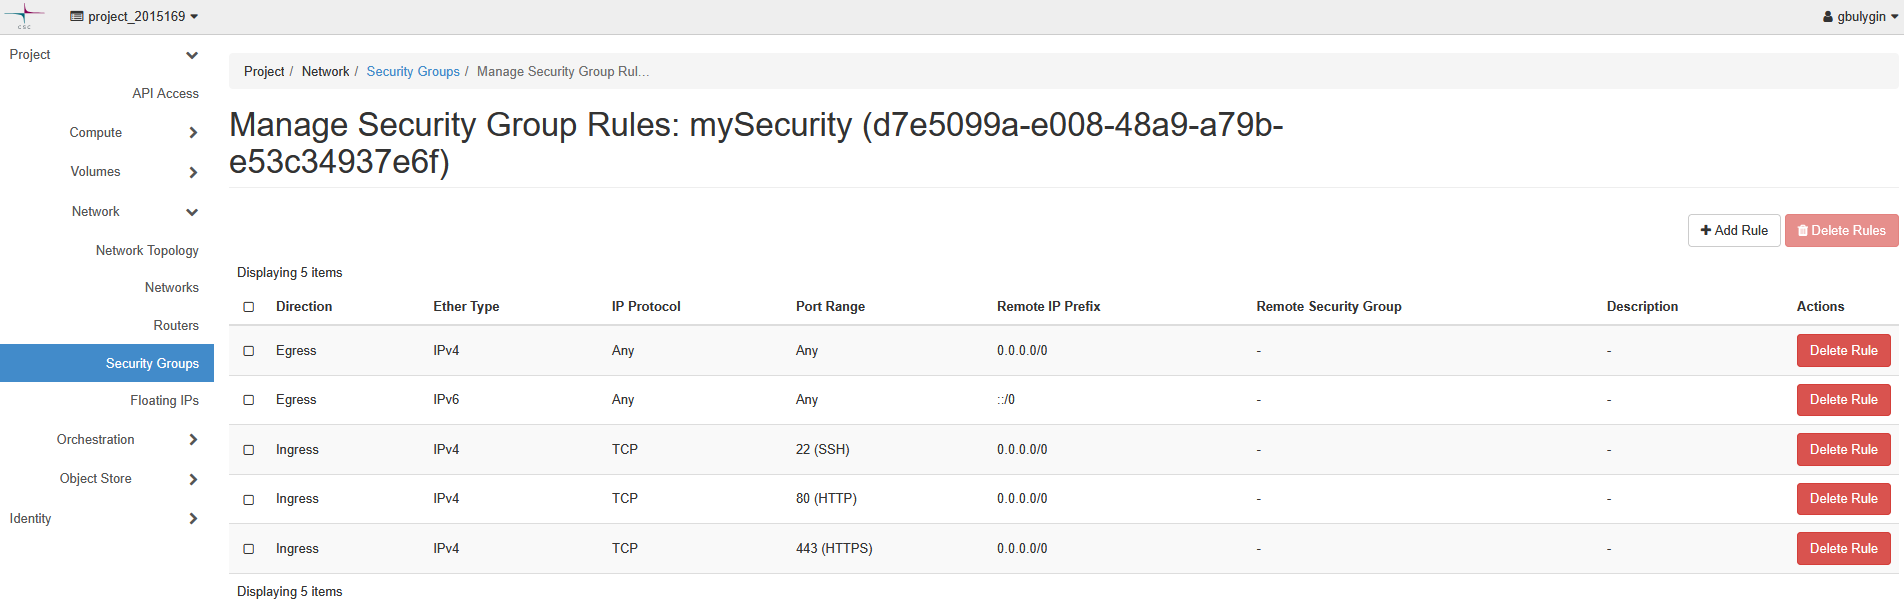 CSC
project_2015169
gbulygin
Project
API Access
Compute
Volumes
Network
Network Topology
Networks
Routers
Security Groups
Floating IPs
Orchestration
Object Store
Identity
Project / Network / Security Groups / Manage Security Group Rul...
Manage Security Group Rules: mySecurity (d7e5099a-e008-48a9-a79b-
e53c34937e6f)
Add Rule Delete Rules
Displaying 5 items
Direction Ether Type IP Protocol Port Range Remote IP Prefix Remote Security Group Description Actions
Egress IPv4 Any Any 0.0.0.0/0 - - Delete Rule
Egress IPv6 Any Any ::/0 - - Delete Rule
Ingress IPv4 TCP 22 (SSH) 0.0.0.0/0 - - Delete Rule
Ingress IPv4 TCP 80 (HTTP) 0.0.0.0/0 - - Delete Rule
Ingress IPv4 TCP 443 (HTTPS) 0.0.0.0/0 - - Delete Rule
Displaying 5 items